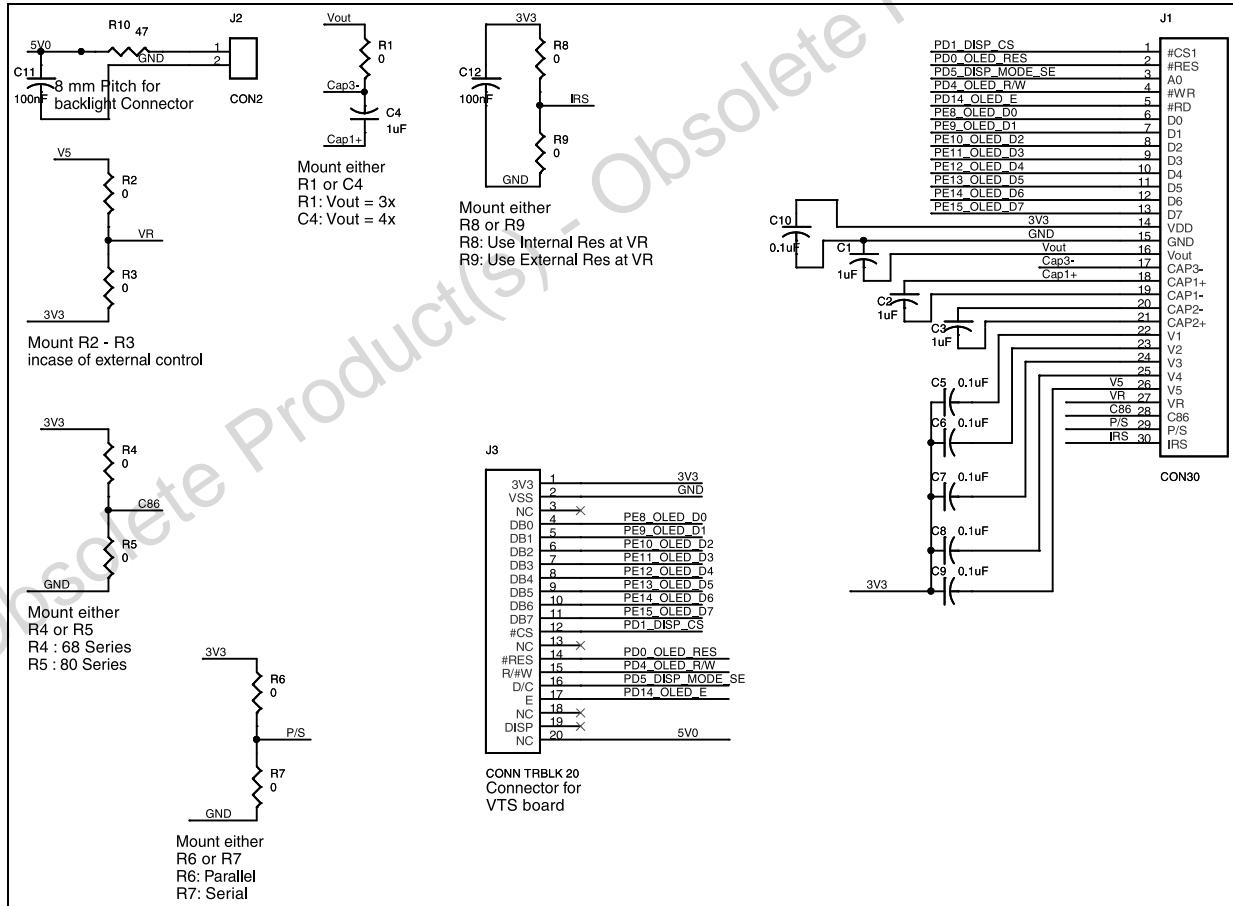 Obsolete Product(s) - Obsolete P
R10
47
5V0
GND
C11
100nF
8 mm Pitch for
backlight Connector
J2
1
2
CON2
Vout
R1
0
Cap3-
C4
1uF
Cap1+
Mount either
R1 or C4
R1: Vout = 3x
C4: Vout = 4x
3V3
R8
0
C12
100nF
IRS
R9
0
GND
Mount either
R8 or R9
R8: Use Internal Res at VR
R9: Use External Res at VR
V5
R2
0
VR
R3
0
3V3
Mount R2 - R3
incase of external control
3V3
R4
0
C86
R5
0
GND
Mount either
R4 or R5
R4 : 68 Series
R5 : 80 Series
3V3
R6
0
P/S
R7
0
GND
Mount either
R6 or R7
R6: Parallel
R7: Serial
J3
3V3 1 3V3
VSS 2 GND
NC 3
DB0 4 PE8_OLED_D0
DB1 5 PE9_OLED_D1
DB2 6 PE10_OLED_D2
DB3 7 PE11_OLED_D3
DB4 8 PE12_OLED_D4
DB5 9 PE13_OLED_D5
DB6 10 PE14_OLED_D6
DB7 11 PE15_OLED_D7
#CS 12 PD1_DISP_CS
NC 13
#RES 14 PD0_OLED_RES
R/#W 15 PD4_OLED_R/W
D/C 16 PD5_DISP_MODE_SE
E 17 PD14_OLED_E
NC 18
DISP 19
NC 20 5V0
CONN TRBLK 20
Connector for
VTS board
J1
PD1_DISP_CS 1 #CS1
PD0_OLED_RES 2 #RES
PD5_DISP_MODE_SE 3 A0
PD4_OLED_R/W 4 #WR
PD14_OLED_E 5 #RD
PE8_OLED_D0 6 D0
PE9_OLED_D1 7 D1
PE10_OLED_D2 8 D2
PE11_OLED_D3 9 D3
PE12_OLED_D4 10 D4
PE13_OLED_D5 11 D5
PE14_OLED_D6 12 D6
PE15_OLED_D7 13 D7
3V3 14 VDD
GND 15 GND
Vout 16 Vout
Cap3- 17 CAP3-
Cap1+ 18 CAP1+
19 CAP1-
20 CAP2-
21 CAP2+
22 V1
23 V2
24 V3
25 V4
V5 26 V5
VR 27 VR
C86 28 C86
P/S 29 P/S
IRS 30 IRS
CON30
C10
0.1uF
C1
1uF
C2
1uF
C3
1uF
C5 0.1uF
C6 0.1uF
C7 0.1uF
C8 0.1uF
C9 0.1uF
3V3